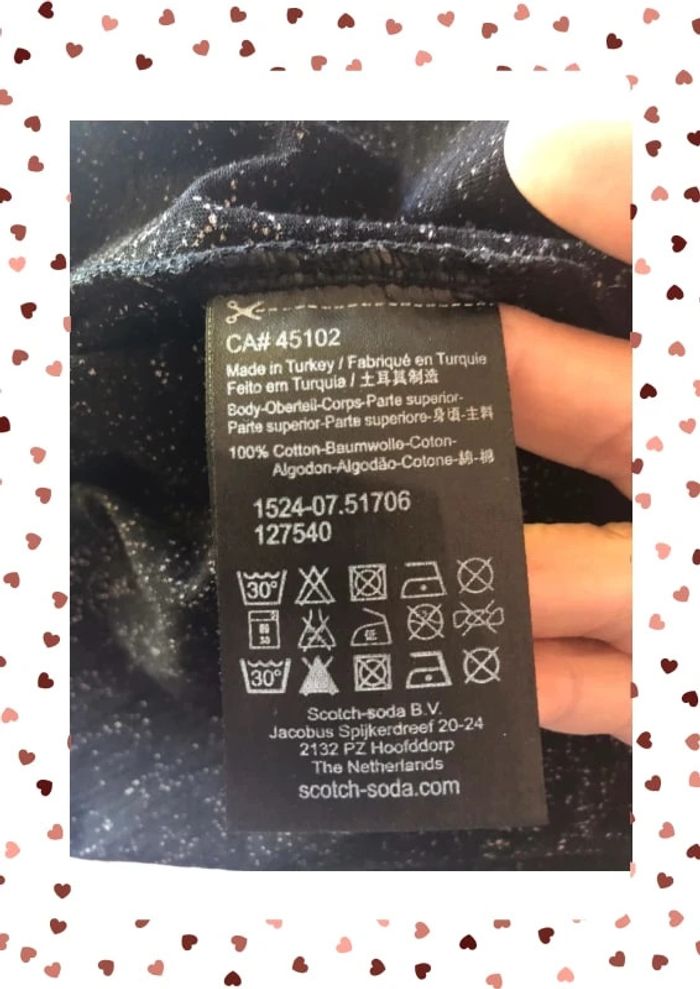 CA# 45102
Made in Turkey / Fabriqué en Turquie
Feito em Turquia / 土耳其制造
Body-Oberteil-Corps-Parte superior-
Parte superiore-Parte superiore-身頃-主料
100% Cotton-Baumwolle-Coton-
Algodon-Algodão-Cotone-綿-棉
1524-07.51706
127540
30°
30°
Scotch-soda B.V.
Jacobus Spijkerdreef 20-24
2132 PZ Hoofddorp
The Netherlands
scotch-soda.com